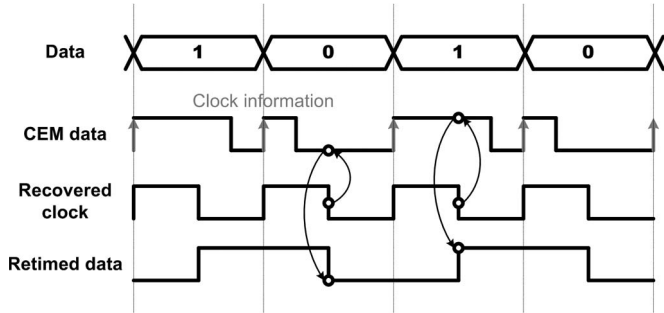 Data
1 0 1 0
Clock information
CEM data
Recovered
clock
Retimed data